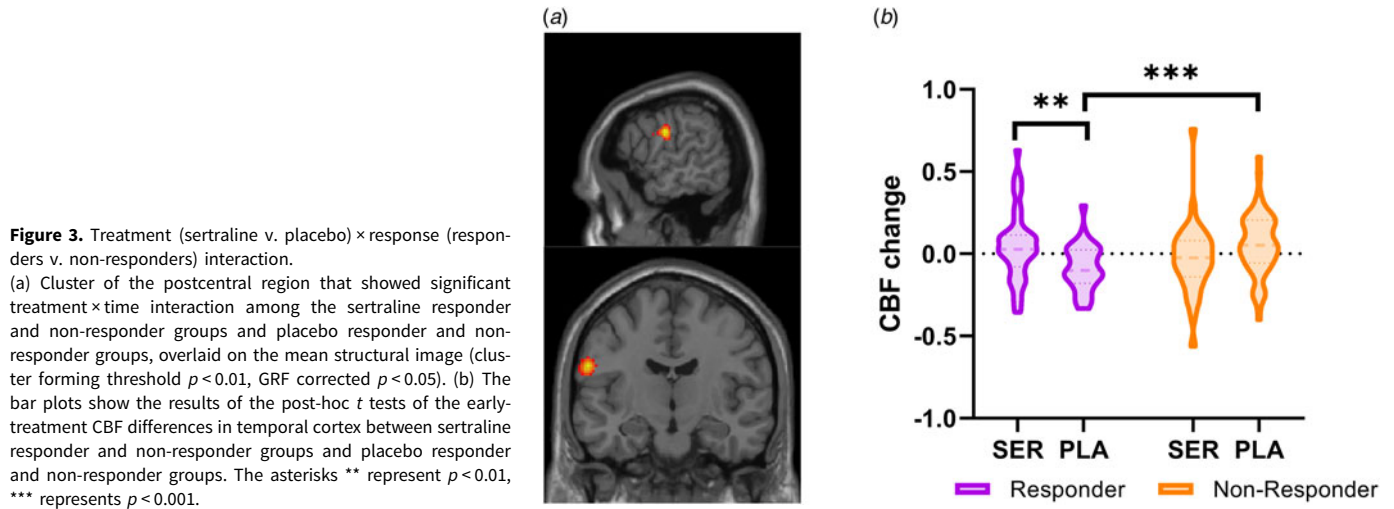 Figure 3. Treatment (sertraline v. placebo) × response (respon-
ders v. non-responders) interaction.
(a) Cluster of the postcentral region that showed significant
treatment × time interaction among the sertraline responder
and non-responder groups and placebo responder and non-
responder groups, overlaid on the mean structural image (clus-
ter forming threshold p < 0.01, GRF corrected p < 0.05). (b) The
bar plots show the results of the post-hoc t tests of the early-
treatment CBF differences in temporal cortex between sertraline
responder and non-responder groups and placebo responder
and non-responder groups. The asterisks ** represent p < 0.01,
*** represents p < 0.001.
(a)
(b)
***
**
1.0
0.5
0.0
-0.5
-1.0
CBF change
SER PLA SER PLA
Responder Non-Responder